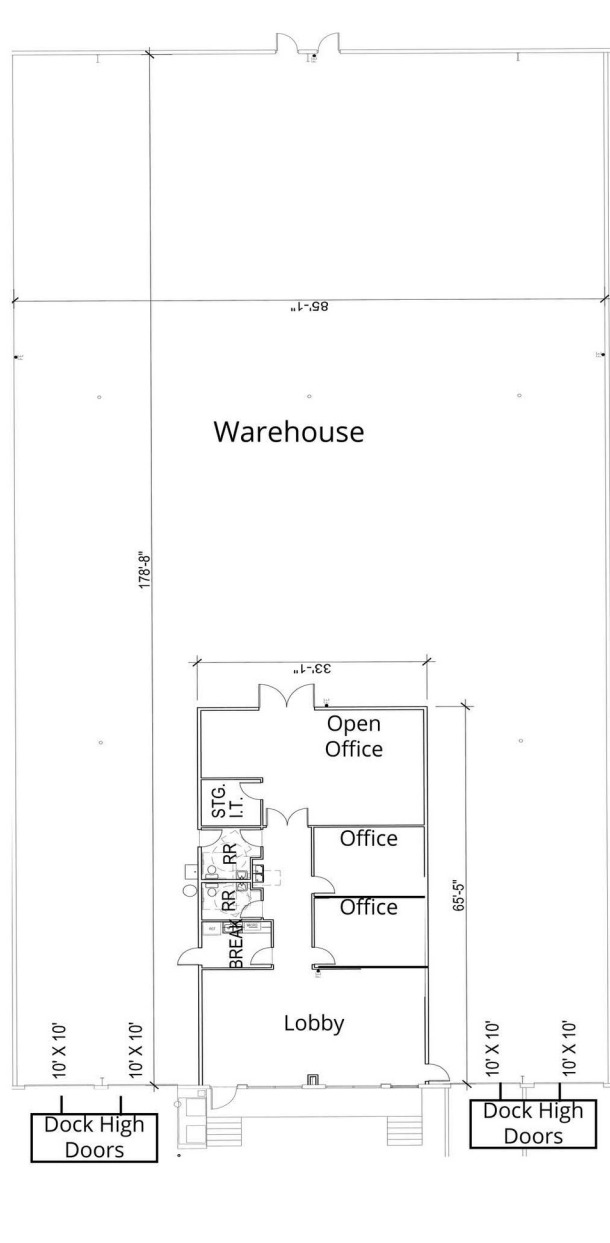 85'-1"
Warehouse
178'-8"
33'-1"
Open
Office
STG.
I.T.
RR
Office
RR
Office
65'-5"
BREAK
Lobby
10' X 10'
10' X 10'
10' X 10'
10' X 10'
Dock High
Doors
Dock High
Doors